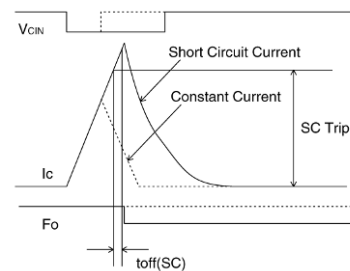 VCIN
Short Circuit Current
Constant Current
SC Trip
Ic
Fo
toff(SC)